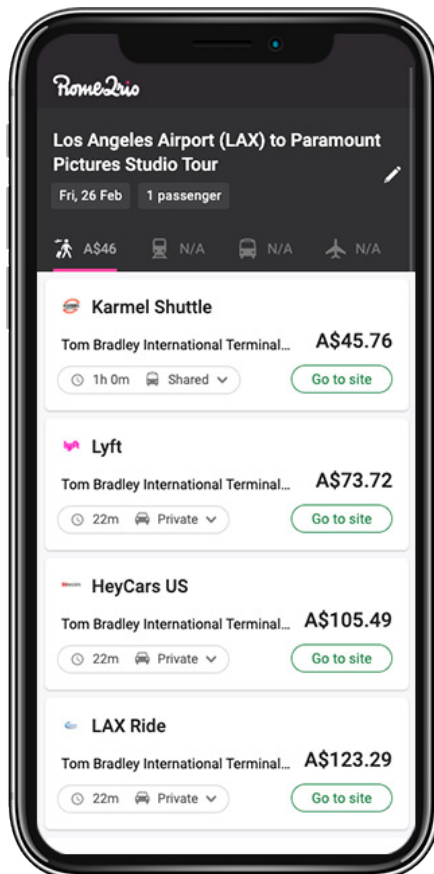 Rome2rio
Los Angeles Airport (LAX) to Paramount
Pictures Studio Tour
Fri, 26 Feb 1 passenger
A$46 N/A N/A N/A
Karmel Shuttle
Tom Bradley International Terminal... A$45.76
1h 0m Shared Go to site
Lyft
Tom Bradley International Terminal... A$73.72
22m Private Go to site
HeyCars US
Tom Bradley International Terminal... A$105.49
22m Private Go to site
LAX Ride
Tom Bradley International Terminal... A$123.29
22m Private Go to site